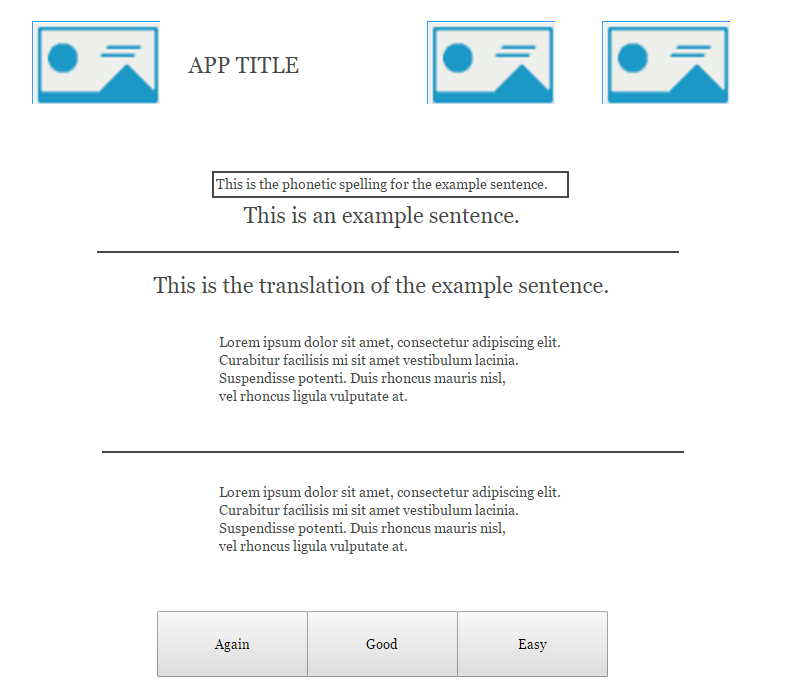 APP TITLE
This is the phonetic spelling for the example sentence.
This is an example sentence.
This is the translation of the example sentence.
Lorem ipsum dolor sit amet, consectetur adipiscing elit.
Curabitur facilisis mi sit amet vestibulum lacinia.
Suspendisse potenti. Duis rhoncus mauris nisl,
vel rhoncus ligula vulputate at.
Lorem ipsum dolor sit amet, consectetur adipiscing elit.
Curabitur facilisis mi sit amet vestibulum lacinia.
Suspendisse potenti. Duis rhoncus mauris nisl,
vel rhoncus ligula vulputate at.
Again Good Easy